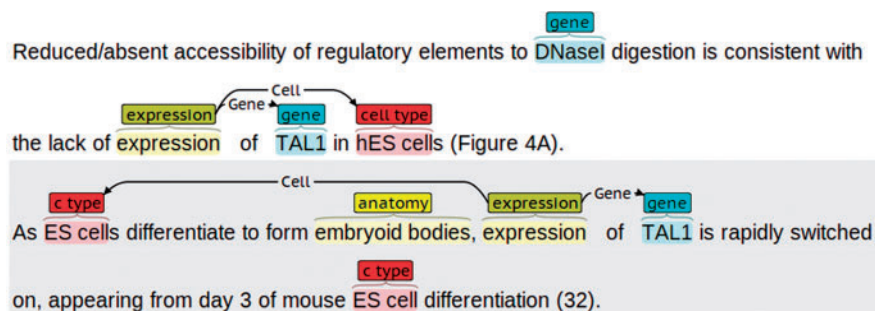 gene
Reduced/absent accessibility of regulatory elements to DNaseI digestion is consistent with
Cell
expression Gene gene cell type
the lack of expression of TAL1 in hES cells (Figure 4A).
Cell
c type anatomy expression Gene gene
As ES cells differentiate to form embryoid bodies, expression of TAL1 is rapidly switched
c type
on, appearing from day 3 of mouse ES cell differentiation (32).